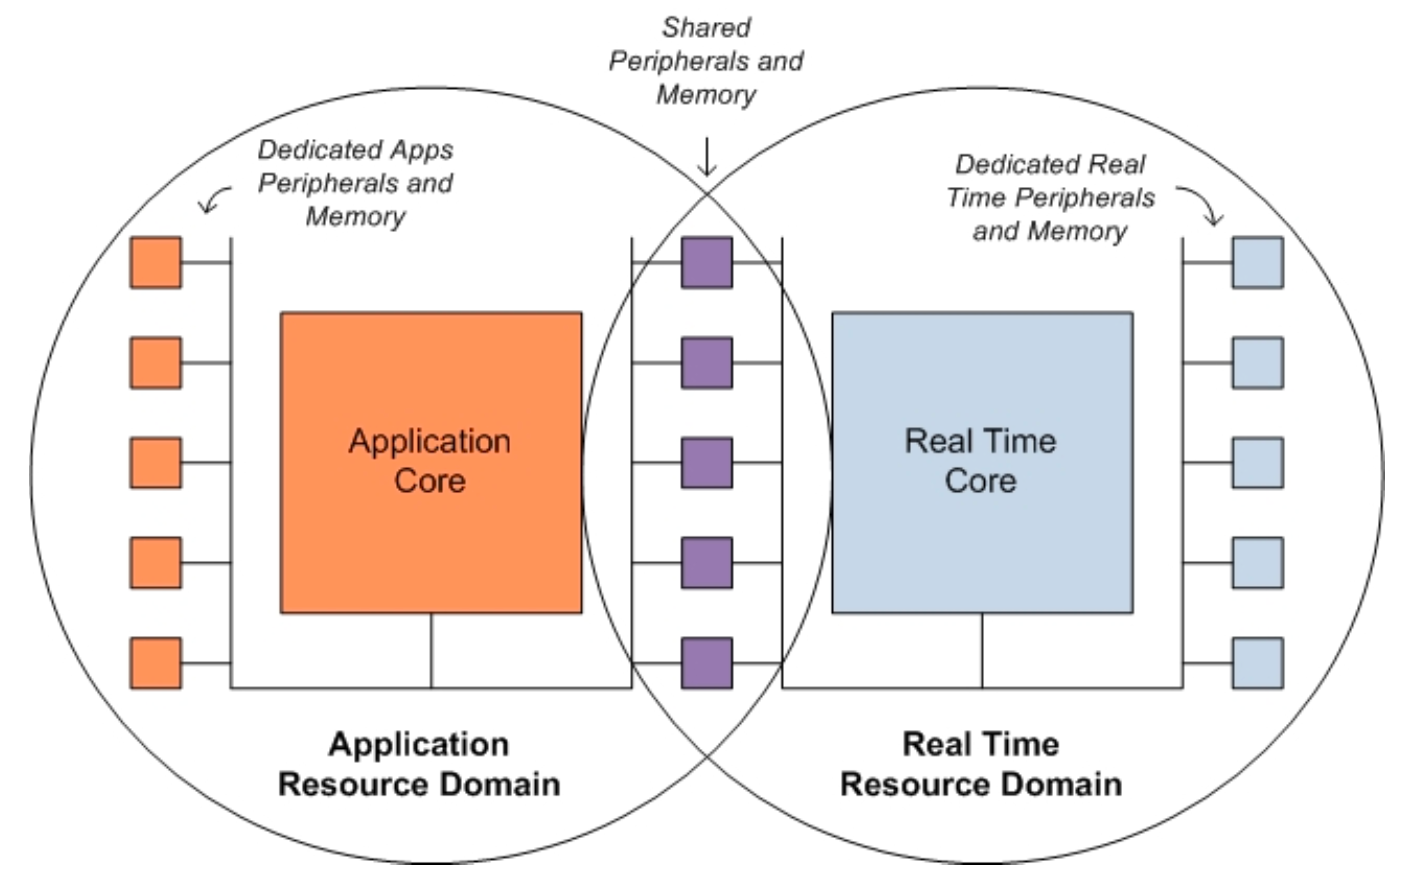 Shared
Peripherals and
Memory
Dedicated Apps
Peripherals and
Memory
Dedicated Real
Time Peripherals
and Memory
Application
Core
Real Time
Core
Application
Resource Domain
Real Time
Resource Domain